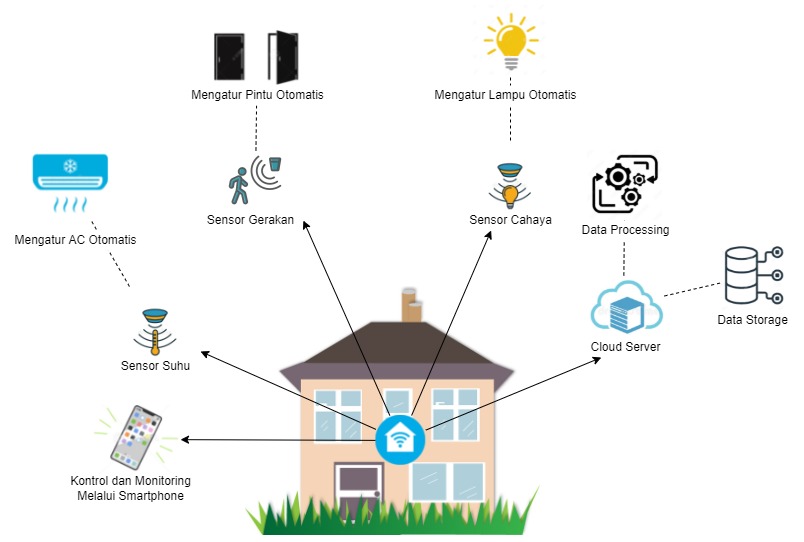 Mengatur Pintu Otomatis
Mengatur Lampu Otomatis
Sensor Gerakan
Sensor Cahaya
Data Processing
Mengatur AC Otomatis
Data Storage
Cloud Server
Sensor Suhu
Kontrol dan Monitoring
Melalui Smartphone